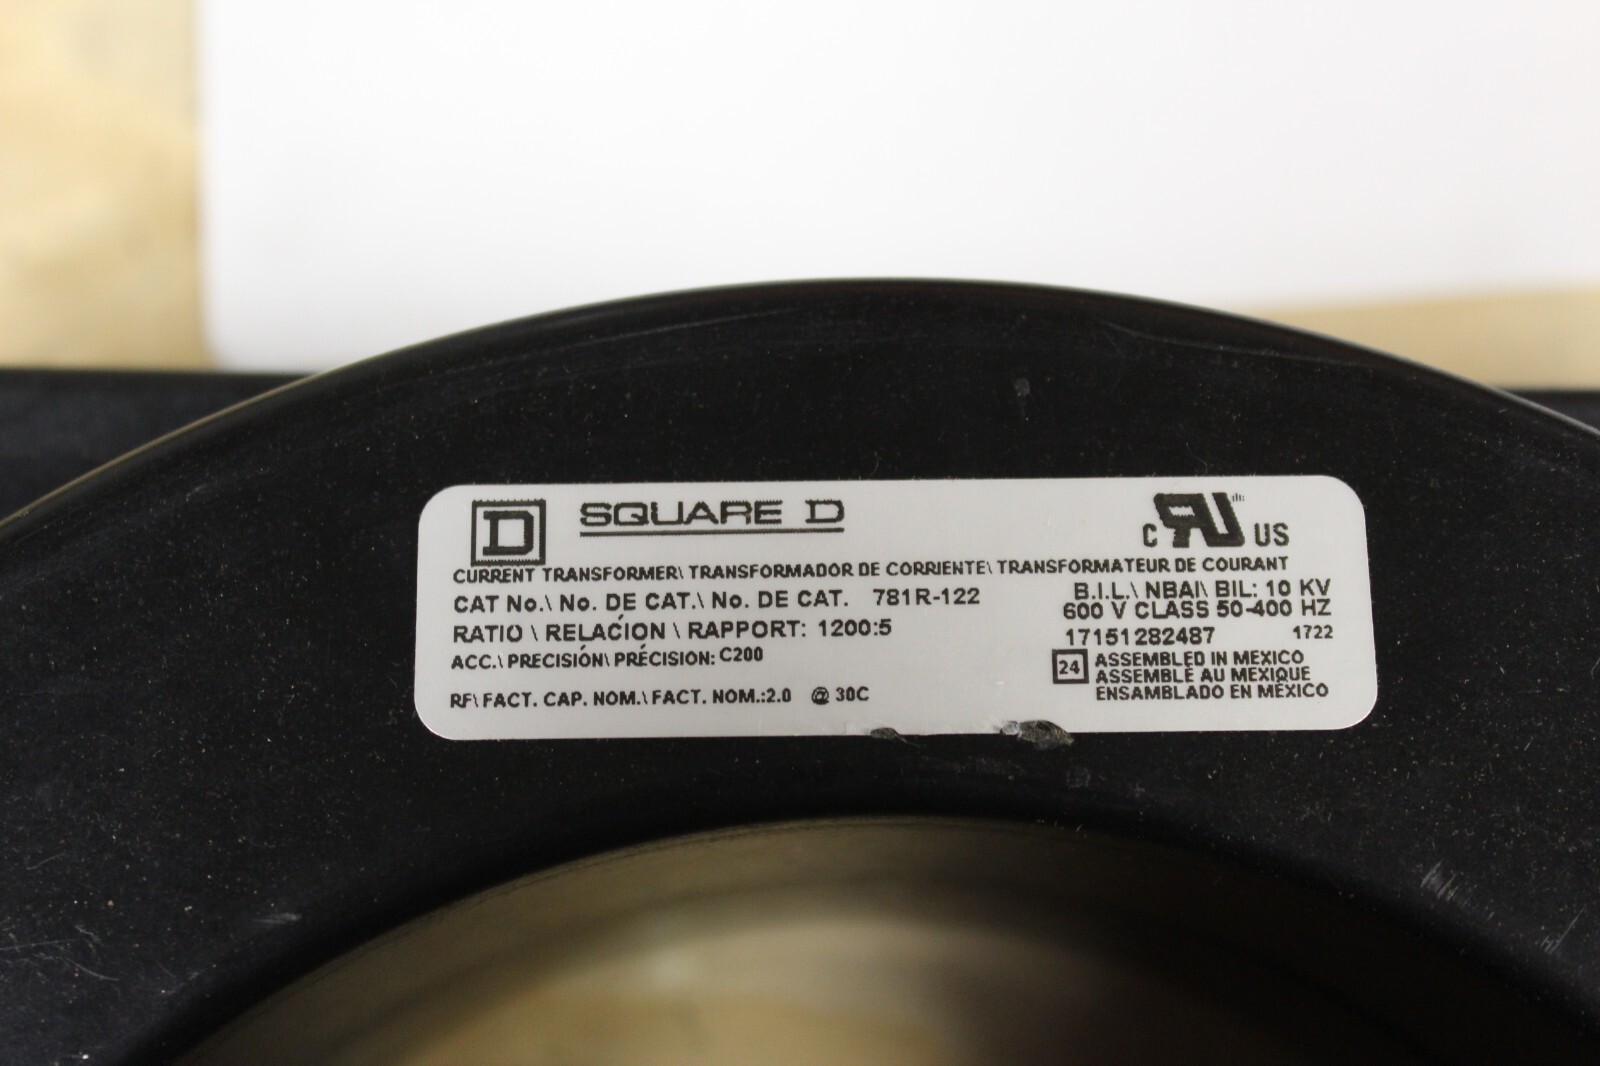 D SQUARE D
C RU US
CURRENT TRANSFORMER\ TRANSFORMADOR DE CORRIENTE\ TRANSFORMATEUR DE COURANT
CAT No.\ No. DE CAT.\ No. DE CAT. 781R-122
RATIO \ RELACÍON \ RAPPORT: 1200:5
ACC.\ PRECISIÓN\ PRÉCISION: C200
RF\ FACT. CAP. NOM.\ FACT. NOM.:2.0 @ 30C
B.I.L.\ NBAI\ BIL: 10 KV
600 V CLASS 50-400 HZ
17151282487 1722
24 ASSEMBLED IN MEXICO
ASSEMBLÉ AU MEXIQUE
ENSAMBLADO EN MÉXICO